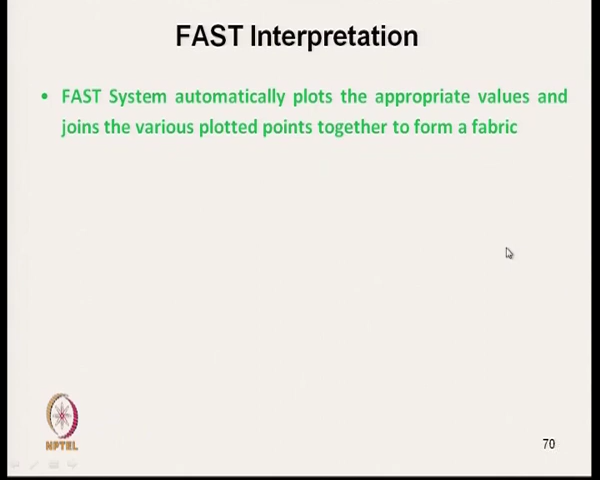 FAST Interpretation
• FAST System automatically plots the appropriate values and
joins the various plotted points together to form a fabric
NPTEL
70